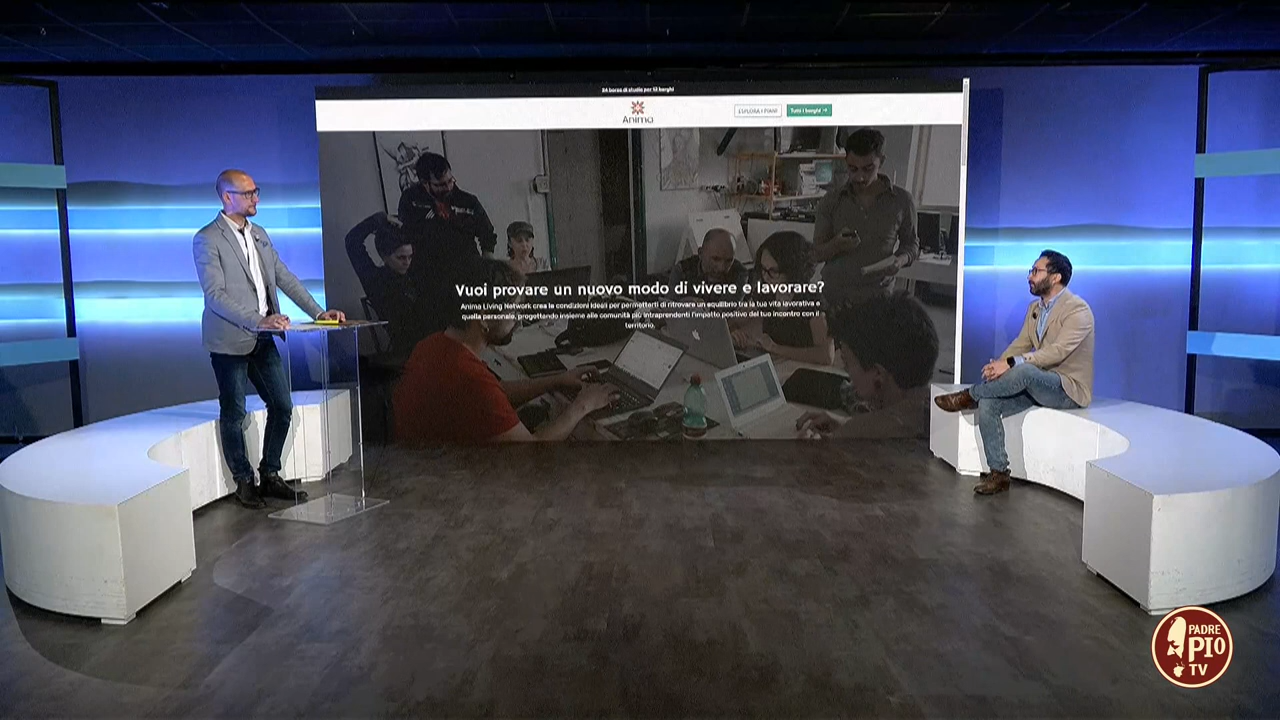 24 borse di studio per 12 borghi
Anima
ESPLORA I PIANI
Tutti i borghi →
Vuoi provare un nuovo modo di vivere e lavorare?
Anima Living Network crea le condizioni ideali per permetterti di ritrovare un equilibrio tra la tua vita lavorativa e
quella personale, progettando insieme alle comunità più intraprendenti l'impatto positivo del tuo incontro con il
territorio.
PADRE
PIO
TV